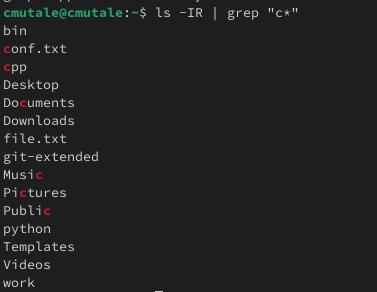 cmutale@cmutale:~$ ls -IR | grep "c*"
bin
conf.txt
cpp
Desktop
Documents
Downloads
file.txt
git-extended
Music
Pictures
Public
python
Templates
Videos
work